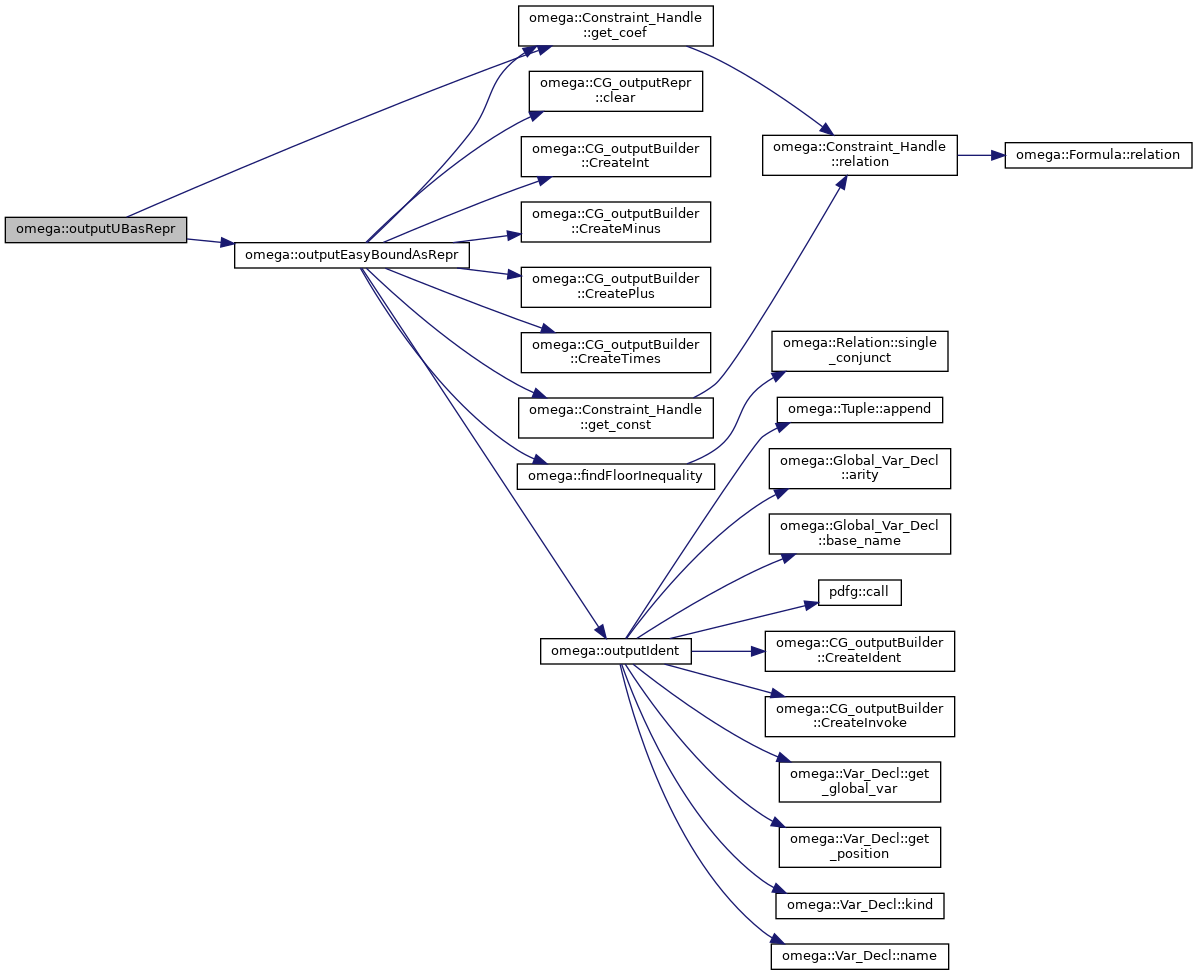 omega::outputUBasRepr
omega::outputEasyBoundAsRepr
omega::Constraint_Handle
::get_coef
omega::CG_outputRepr
::clear
omega::CG_outputBuilder
::CreateInt
omega::CG_outputBuilder
::CreateMinus
omega::CG_outputBuilder
::CreatePlus
omega::CG_outputBuilder
::CreateTimes
omega::Constraint_Handle
::get_const
omega::findFloorInequality
omega::outputIdent
omega::Constraint_Handle
::relation
omega::Formula::relation
omega::Relation::single
_conjunct
omega::Tuple::append
omega::Global_Var_Decl
::arity
omega::Global_Var_Decl
::base_name
pdfg::call
omega::CG_outputBuilder
::CreateIdent
omega::CG_outputBuilder
::CreateInvoke
omega::Var_Decl::get
_global_var
omega::Var_Decl::get
_position
omega::Var_Decl::kind
omega::Var_Decl::name